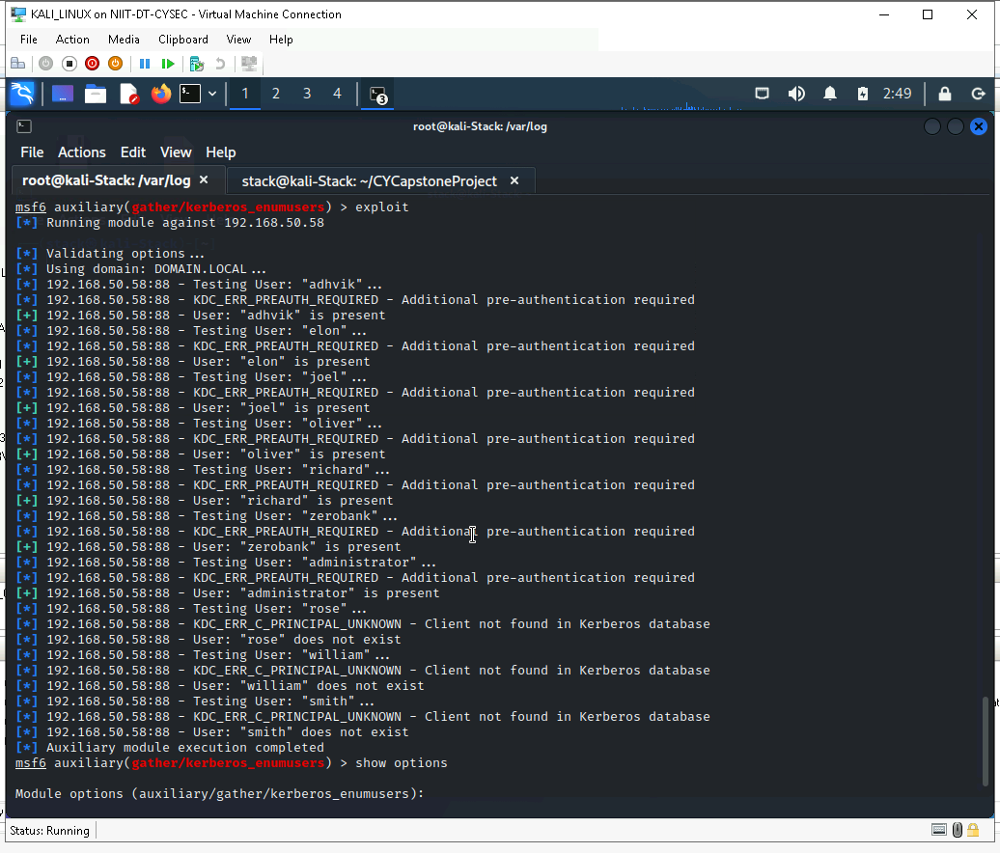 KALI_LINUX on NIIT-DT-CYSEC - Virtual Machine Connection
File Action Media Clipboard View Help
1 2 3 4 3 2:49
root@kali-Stack: /var/log
File Actions Edit View Help
root@kali-Stack: /var/log × stack@kali-Stack: ~/CYCapstoneProject ×
msf6 auxiliary(gather/kerberos_enumusers) > exploit
[*] Running module against 192.168.50.58
[*] Validating options...
[*] Using domain: DOMAIN.LOCAL...
[*] 192.168.50.58:88 - Testing User: "adhvik"...
[*] 192.168.50.58:88 - KDC_ERR_PREAUTH_REQUIRED - Additional pre-authentication required
[+] 192.168.50.58:88 - User: "adhvik" is present
[*] 192.168.50.58:88 - Testing User: "elon"...
[*] 192.168.50.58:88 - KDC_ERR_PREAUTH_REQUIRED - Additional pre-authentication required
[+] 192.168.50.58:88 - User: "elon" is present
[*] 192.168.50.58:88 - Testing User: "joel"...
[*] 192.168.50.58:88 - KDC_ERR_PREAUTH_REQUIRED - Additional pre-authentication required
[+] 192.168.50.58:88 - User: "joel" is present
[*] 192.168.50.58:88 - Testing User: "oliver"...
[*] 192.168.50.58:88 - KDC_ERR_PREAUTH_REQUIRED - Additional pre-authentication required
[+] 192.168.50.58:88 - User: "oliver" is present
[*] 192.168.50.58:88 - Testing User: "richard"...
[*] 192.168.50.58:88 - KDC_ERR_PREAUTH_REQUIRED - Additional pre-authentication required
[+] 192.168.50.58:88 - User: "richard" is present
[*] 192.168.50.58:88 - Testing User: "zerobank"...
[*] 192.168.50.58:88 - KDC_ERR_PREAUTH_REQUIRED - Additional pre-authentication required
[+] 192.168.50.58:88 - User: "zerobank" is present
[*] 192.168.50.58:88 - Testing User: "administrator"...
[*] 192.168.50.58:88 - KDC_ERR_PREAUTH_REQUIRED - Additional pre-authentication required
[+] 192.168.50.58:88 - User: "administrator" is present
[*] 192.168.50.58:88 - Testing User: "rose"...
[*] 192.168.50.58:88 - KDC_ERR_C_PRINCIPAL_UNKNOWN - Client not found in Kerberos database
[*] 192.168.50.58:88 - User: "rose" does not exist
[*] 192.168.50.58:88 - Testing User: "william"...
[*] 192.168.50.58:88 - KDC_ERR_C_PRINCIPAL_UNKNOWN - Client not found in Kerberos database
[*] 192.168.50.58:88 - User: "william" does not exist
[*] 192.168.50.58:88 - Testing User: "smith"...
[*] 192.168.50.58:88 - KDC_ERR_C_PRINCIPAL_UNKNOWN - Client not found in Kerberos database
[*] 192.168.50.58:88 - User: "smith" does not exist
[*] Auxiliary module execution completed
msf6 auxiliary(gather/kerberos_enumusers) > show options
Module options (auxiliary/gather/kerberos_enumusers):
Status: Running